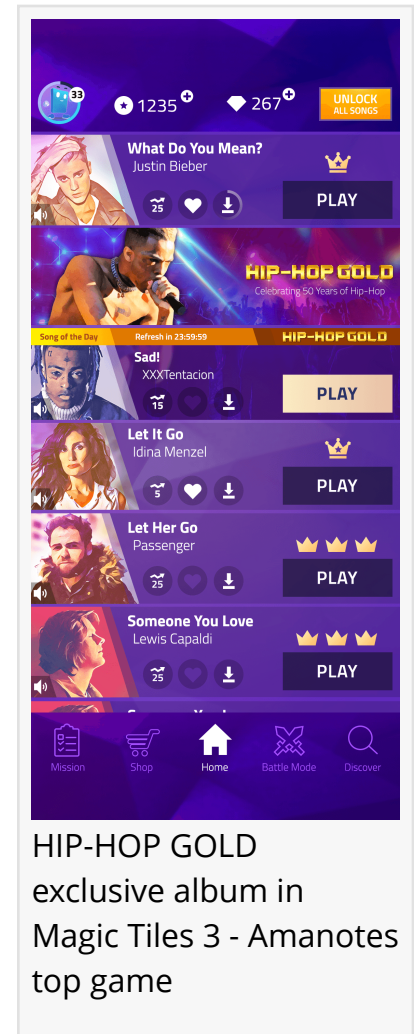 33
1235
267
UNLOCK
ALL SONGS
What Do You Mean?
Justin Bieber
25
PLAY
HIP-HOP GOLD
Celebrating 50 Years of Hip-Hop
Song of the Day Refresh in 23:59:59 HIP-HOP GOLD
Sad!
XXXTentacion
15
PLAY
Let It Go
Idina Menzel
5
PLAY
Let Her Go
Passenger
25
PLAY
Someone You Love
Lewis Capaldi
25
PLAY
Mission Shop Home Battle Mode Discover
HIP-HOP GOLD
exclusive album in
Magic Tiles 3 - Amanotes
top game